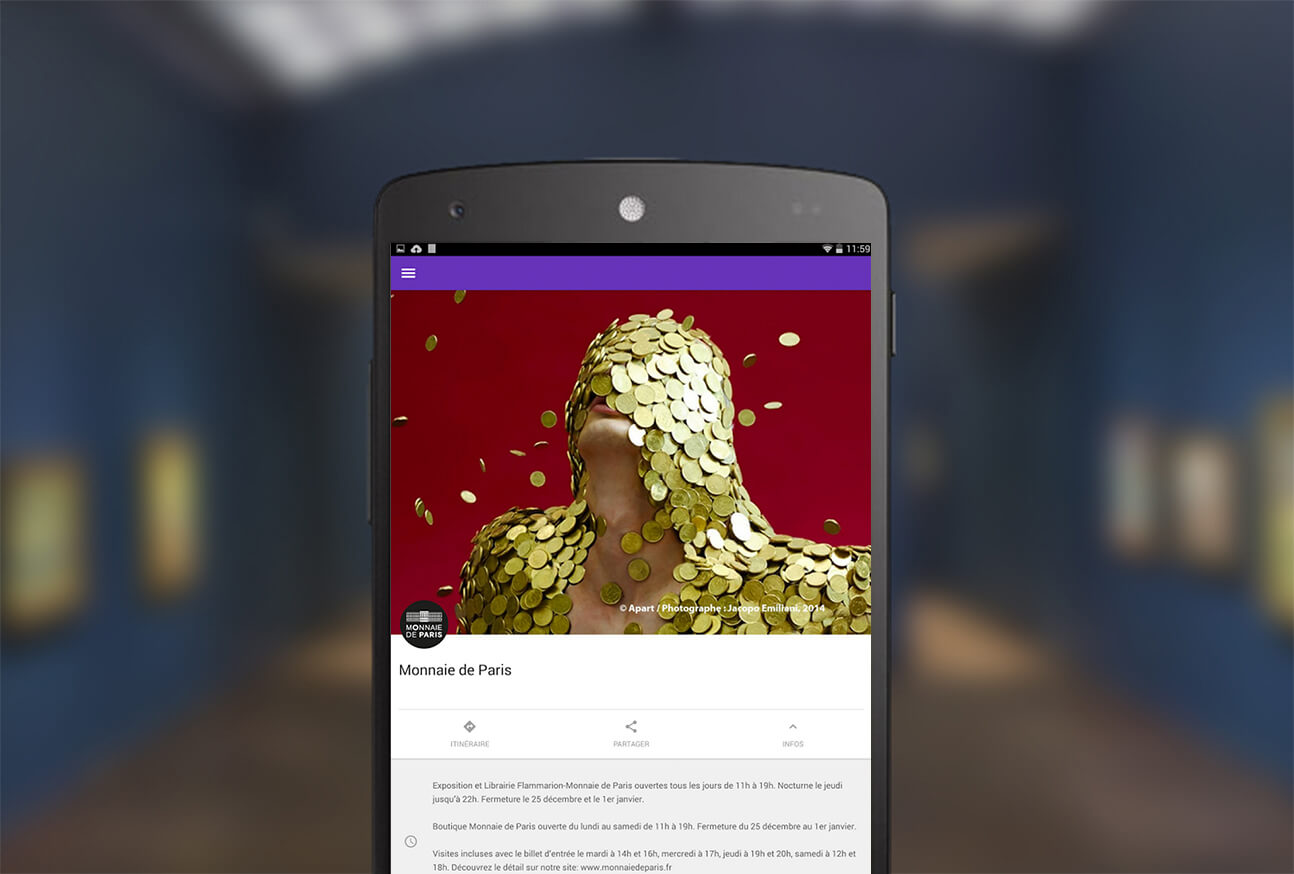 11:59
© Apart / Photographe : Jacopo Emiliani, 2014
MONNAIE
DE PARIS
Monnaie de Paris
ITINÉRAIRE PARTAGER INFOS
Exposition et Librairie Flammarion-Monnaie de Paris ouvertes tous les jours de 11h à 19h. Nocturne le jeudi
jusqu'à 22h. Fermeture le 25 décembre et le 1er janvier.
Boutique Monnaie de Paris ouverte du lundi au samedi de 11h à 19h. Fermeture du 25 décembre au 1er janvier.
Visites incluses avec le billet d'entrée le mardi à 14h et 16h, mercredi à 17h, jeudi à 19h et 20h, samedi à 12h et
18h. Découvrez le détail sur notre site: www.monnaiedeparis.fr